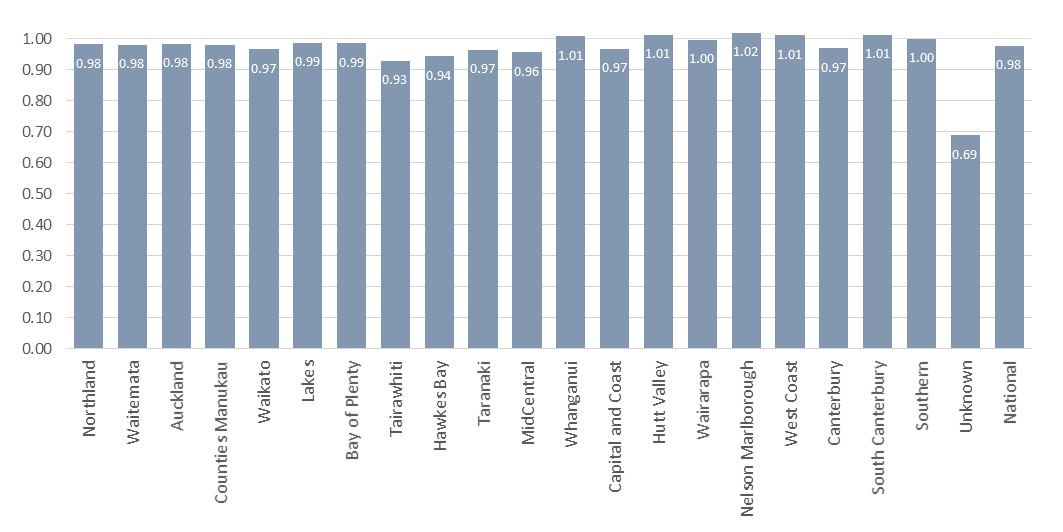 1.00
0.90
0.80
0.70
0.60
0.50
0.40
0.30
0.20
0.10
0.00
0.98
0.98
0.98
0.98
0.97
0.99
0.99
0.93
0.94
0.97
0.96
1.01
0.97
1.01
1.00
1.02
1.01
0.97
1.01
1.00
0.69
0.98
Northland
Waitemata
Auckland
Counties Manukau
Waikato
Lakes
Bay of Plenty
Tairawhiti
Hawkes Bay
Taranaki
MidCentral
Whanganui
Capital and Coast
Hutt Valley
Wairarapa
Nelson Marlborough
West Coast
Canterbury
South Canterbury
Southern
Unknown
National